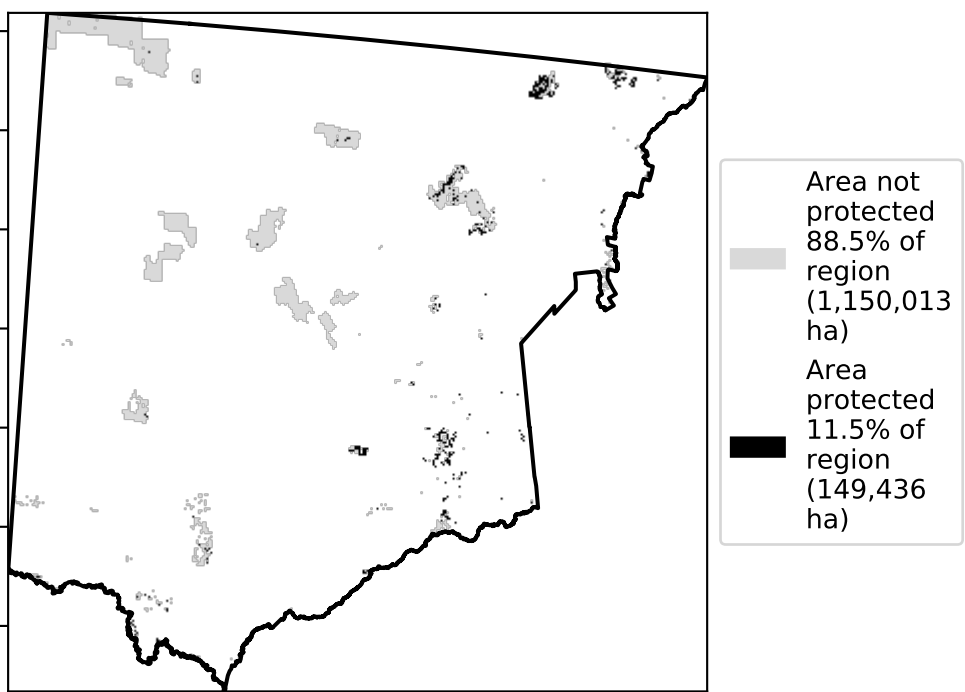 Area not
protected
88.5% of
region
(1,150,013
ha)
Area
protected
11.5% of
region
(149,436
ha)